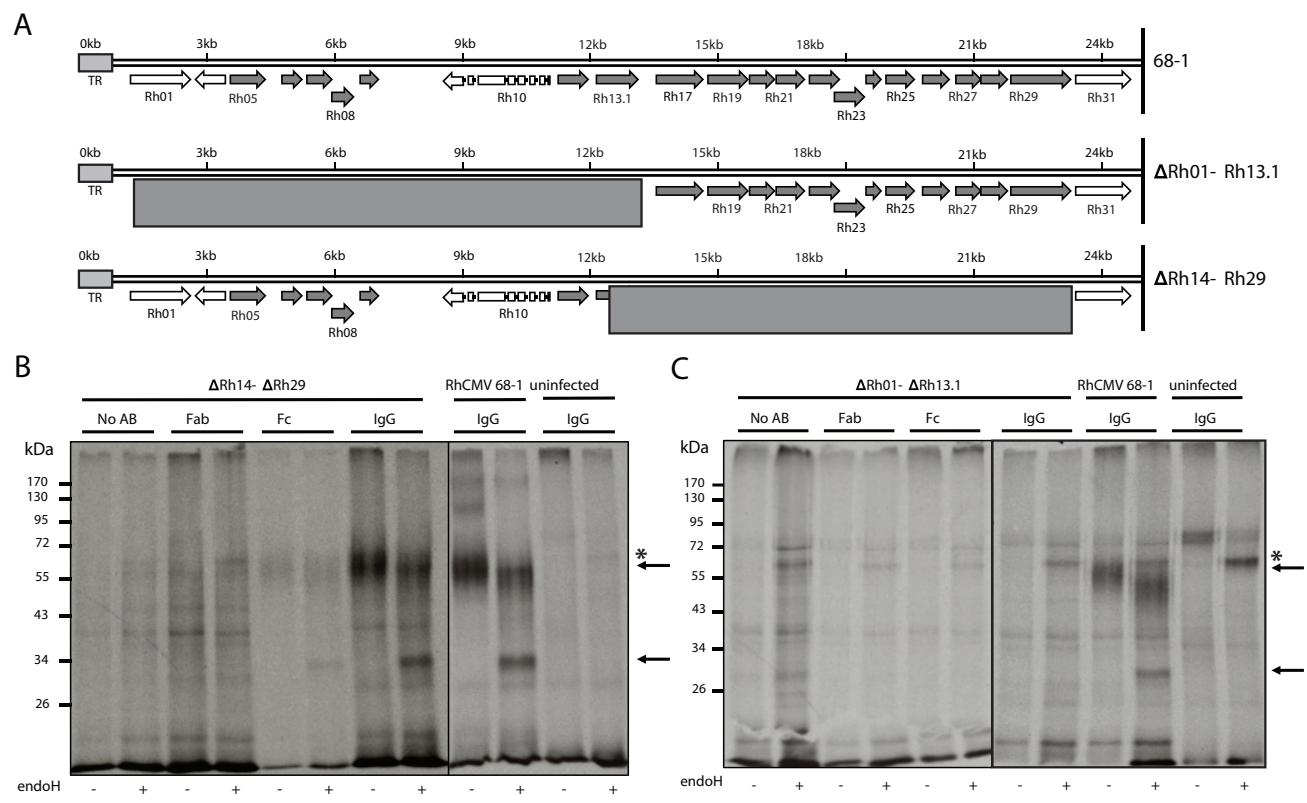 A
0kb 3kb 6kb 9kb 12kb 15kb 18kb 21kb 24kb
68-1
TR Rh01 Rh05 Rh10 Rh13.1 Rh17 Rh19 Rh21 Rh25 Rh27 Rh29 Rh31
Rh08 Rh23
0kb 3kb 6kb 9kb 12kb 15kb 18kb 21kb 24kb
ΔRh01- Rh13.1
TR Rh19 Rh21 Rh25 Rh27 Rh29 Rh31
Rh23
0kb 3kb 6kb 9kb 12kb 15kb 18kb 21kb 24kb
ΔRh14- Rh29
TR Rh01 Rh05 Rh10
Rh08
B
ΔRh14- ΔRh29 RhCMV 68-1 uninfected
No AB Fab Fc IgG IgG IgG
kDa
170
130
95
72
*
55
43
34
26
endoH - + - + - + - + - + - +
C
ΔRh01- ΔRh13.1 RhCMV 68-1 uninfected
No AB Fab Fc IgG IgG IgG
kDa
170
130
95
72
*
55
43
34
26
endoH - + - + - + - + - + - +